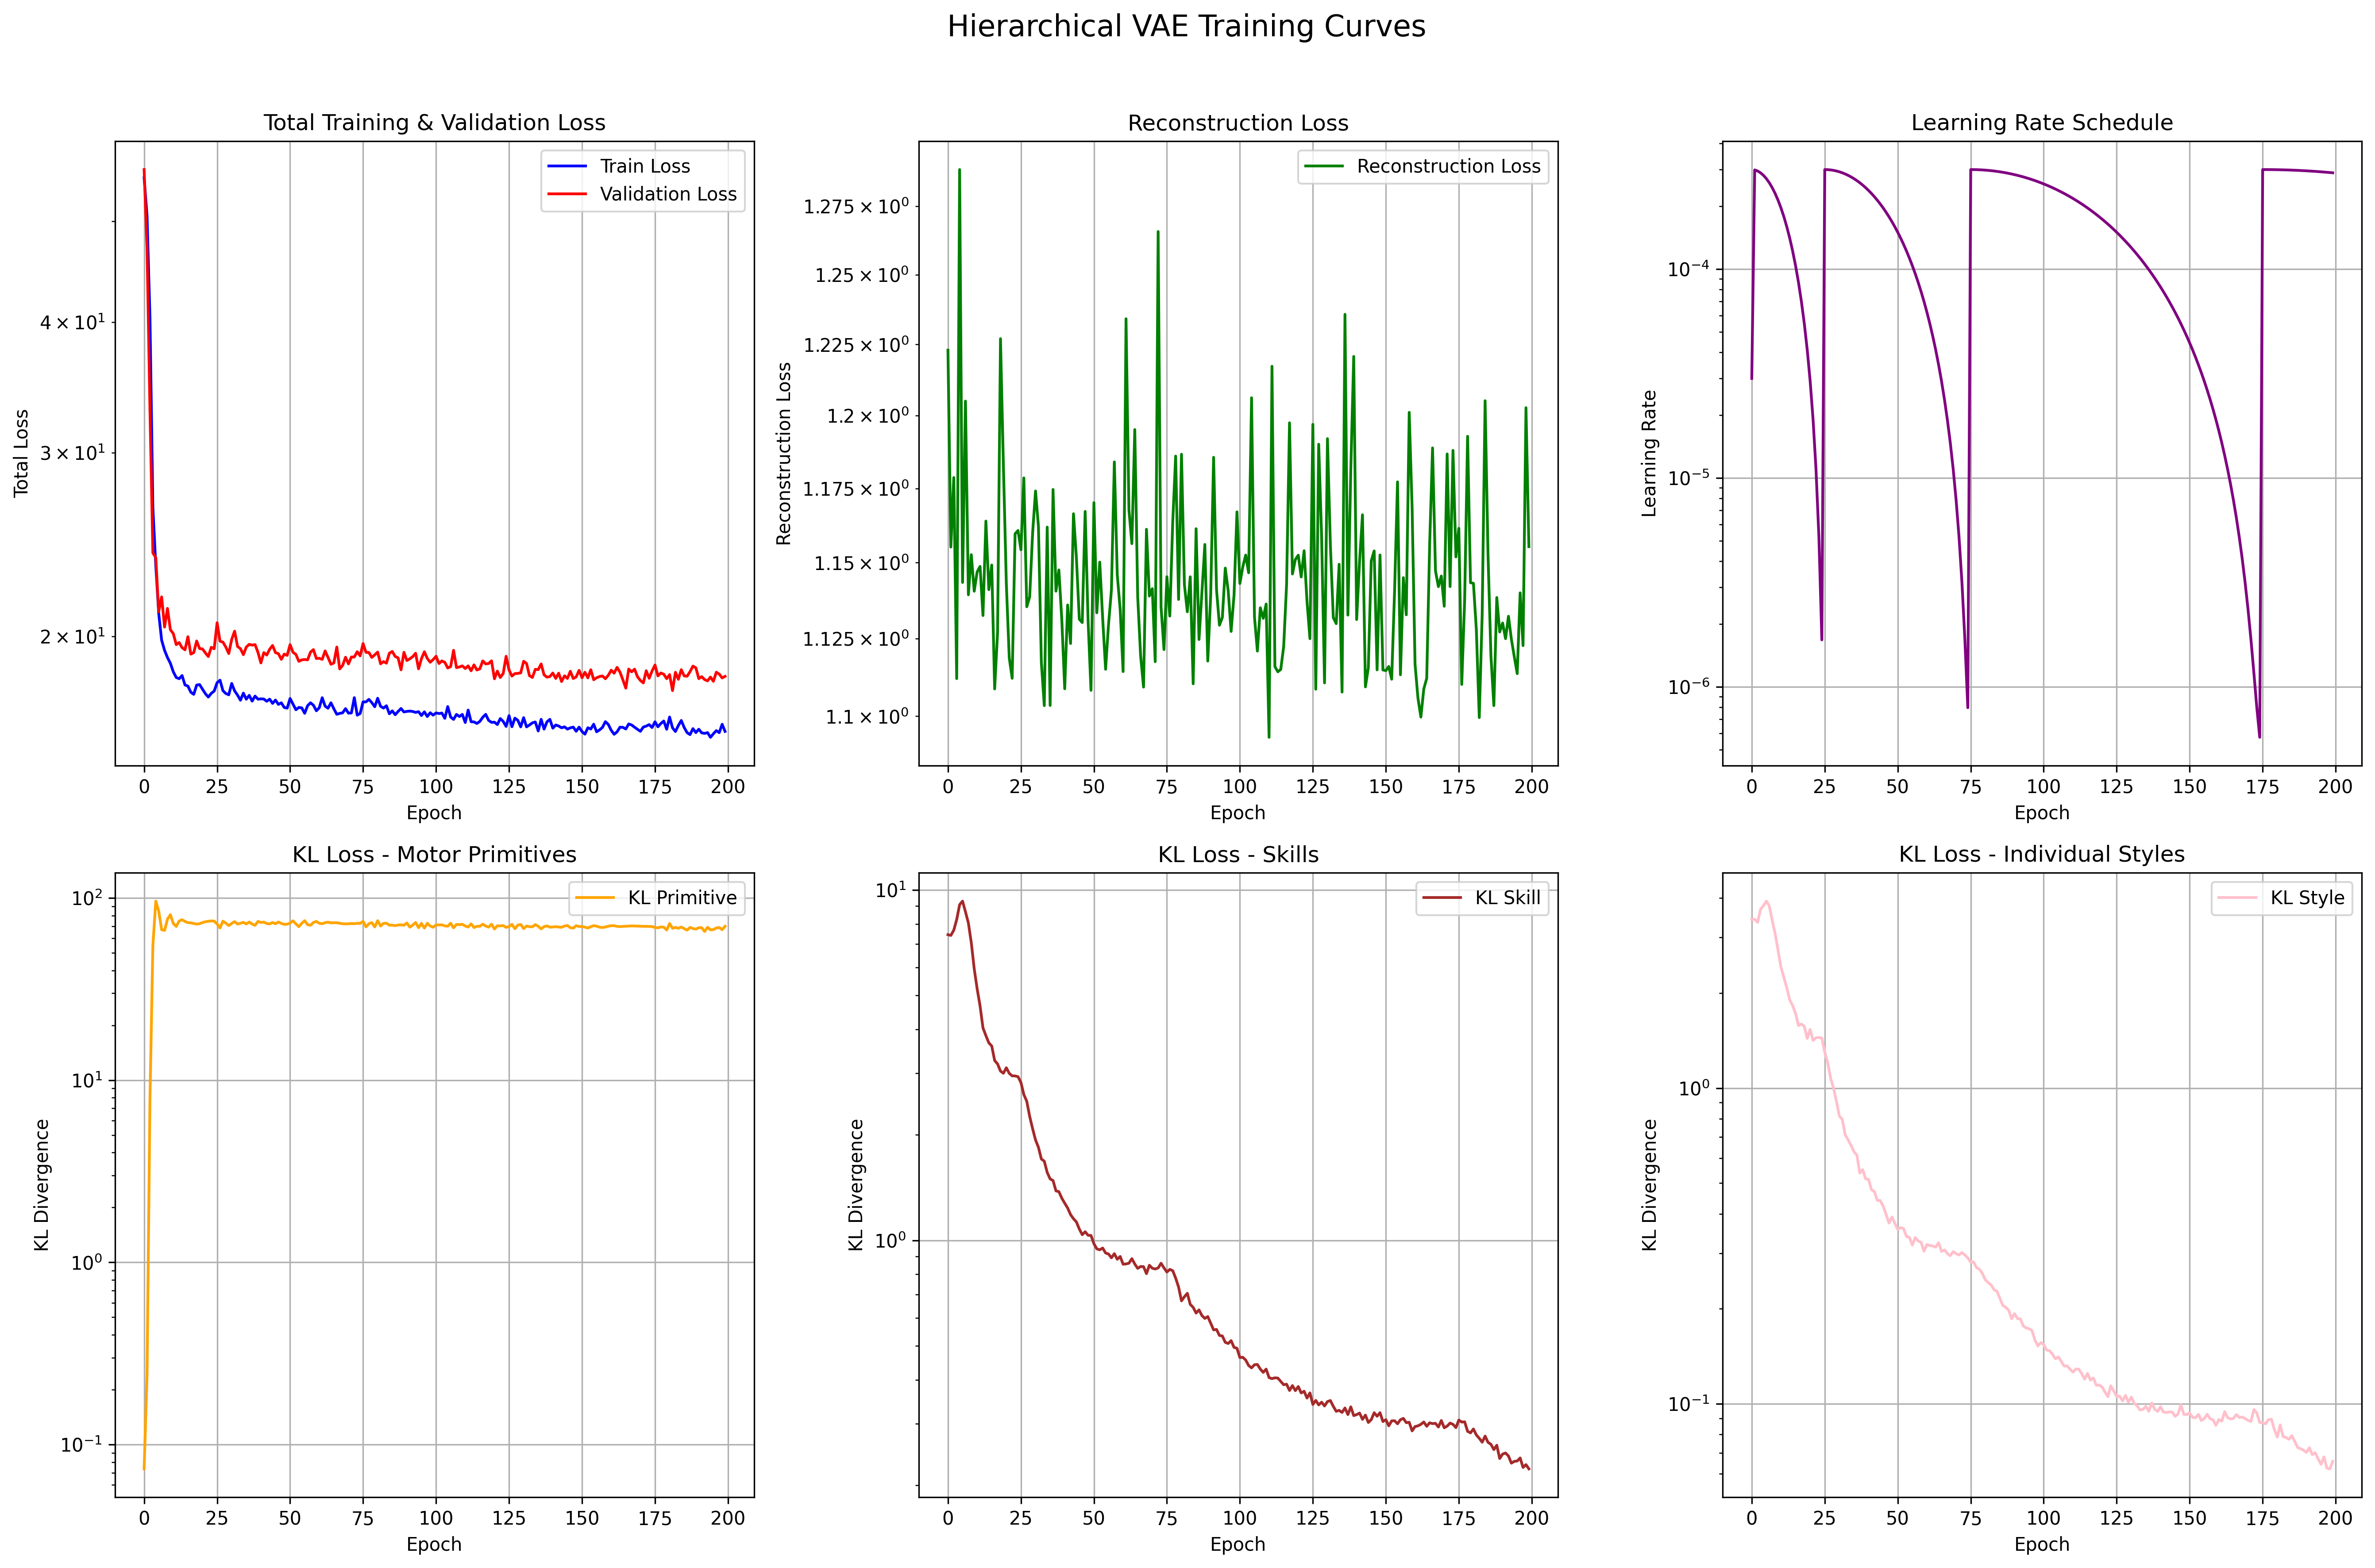 Hierarchical VAE Training Curves
Total Training & Validation Loss
Train Loss
Validation Loss
Total Loss
4 × 10¹
3 × 10¹
2 × 10¹
0 25 50 75 100 125 150 175 200
Epoch
Reconstruction Loss
Reconstruction Loss
Reconstruction Loss
1.275 × 10⁰
1.25 × 10⁰
1.225 × 10⁰
1.2 × 10⁰
1.175 × 10⁰
1.15 × 10⁰
1.125 × 10⁰
1.1 × 10⁰
0 25 50 75 100 125 150 175 200
Epoch
Learning Rate Schedule
Learning Rate
10⁻⁴
10⁻⁵
10⁻⁶
0 25 50 75 100 125 150 175 200
Epoch
KL Loss - Motor Primitives
KL Primitive
KL Divergence
10²
10¹
10⁰
10⁻¹
0 25 50 75 100 125 150 175 200
Epoch
KL Loss - Skills
KL Skill
KL Divergence
10¹
10⁰
0 25 50 75 100 125 150 175 200
Epoch
KL Loss - Individual Styles
KL Style
KL Divergence
10⁰
10⁻¹
0 25 50 75 100 125 150 175 200
Epoch